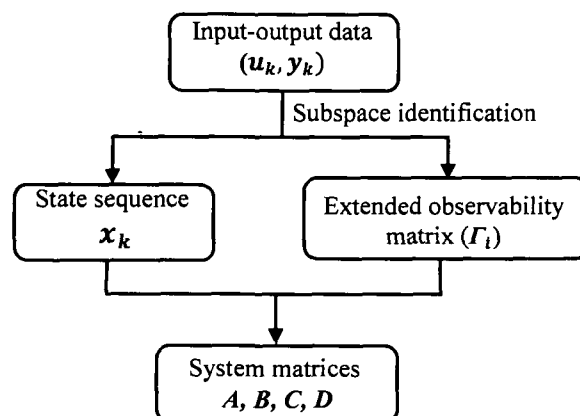 Input-output data
(u_k, y_k)
Subspace identification
State sequence
x_k
Extended observability
matrix (Γ_i)
System matrices
A, B, C, D